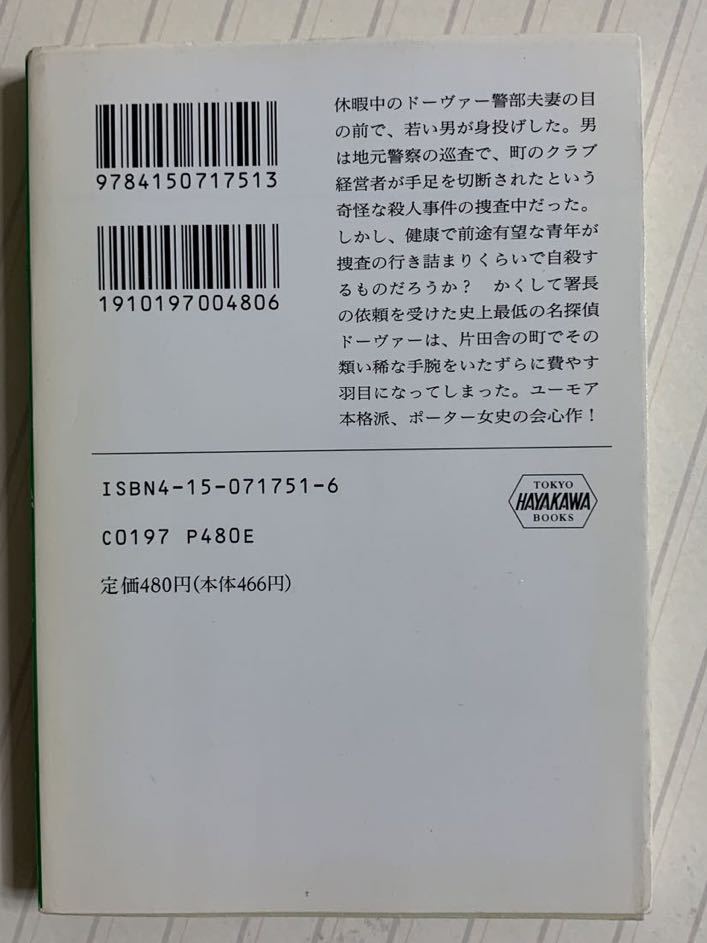 9784150717513
1910197004806
休暇中のドーヴァー警部夫妻の目
の前で、若い男が身投げした。男
は地元警察の巡査で、町のクラブ
経営者が手足を切断されたという
奇怪な殺人事件の捜査中だった。
しかし、健康で前途有望な青年が
捜査の行き詰まりくらいで自殺す
るものだろうか？　かくして署長
の依頼を受けた史上最低の名探偵
ドーヴァーは、片田舎の町でその
類い稀な手腕をいたずらに費やす
羽目になってしまった。ユーモア
本格派、ポーター女史の会心作！
ISBN4-15-071751-6
C0197 P480E
定価480円(本体466円)
TOKYO
HAYAKAWA
BOOKS